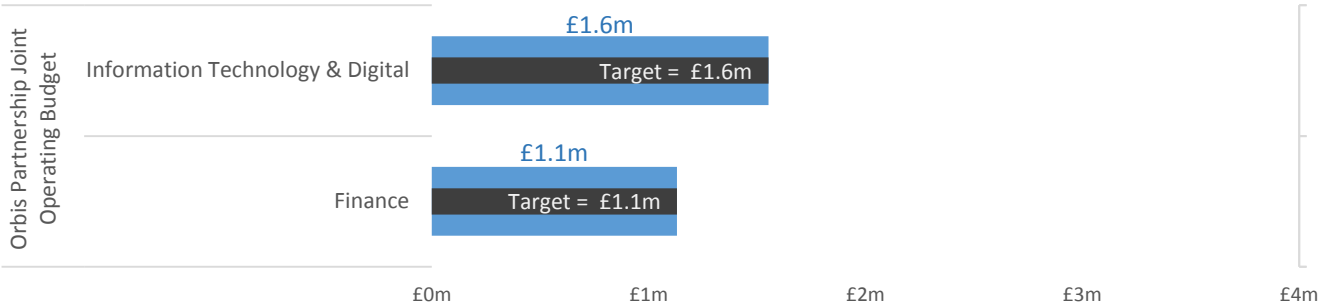 Orbis Partnership Joint
Operating Budget
£1.6m
Information Technology & Digital
Target =  £1.6m
£1.1m
Finance
Target =  £1.1m
£0m £1m £2m £3m £4m